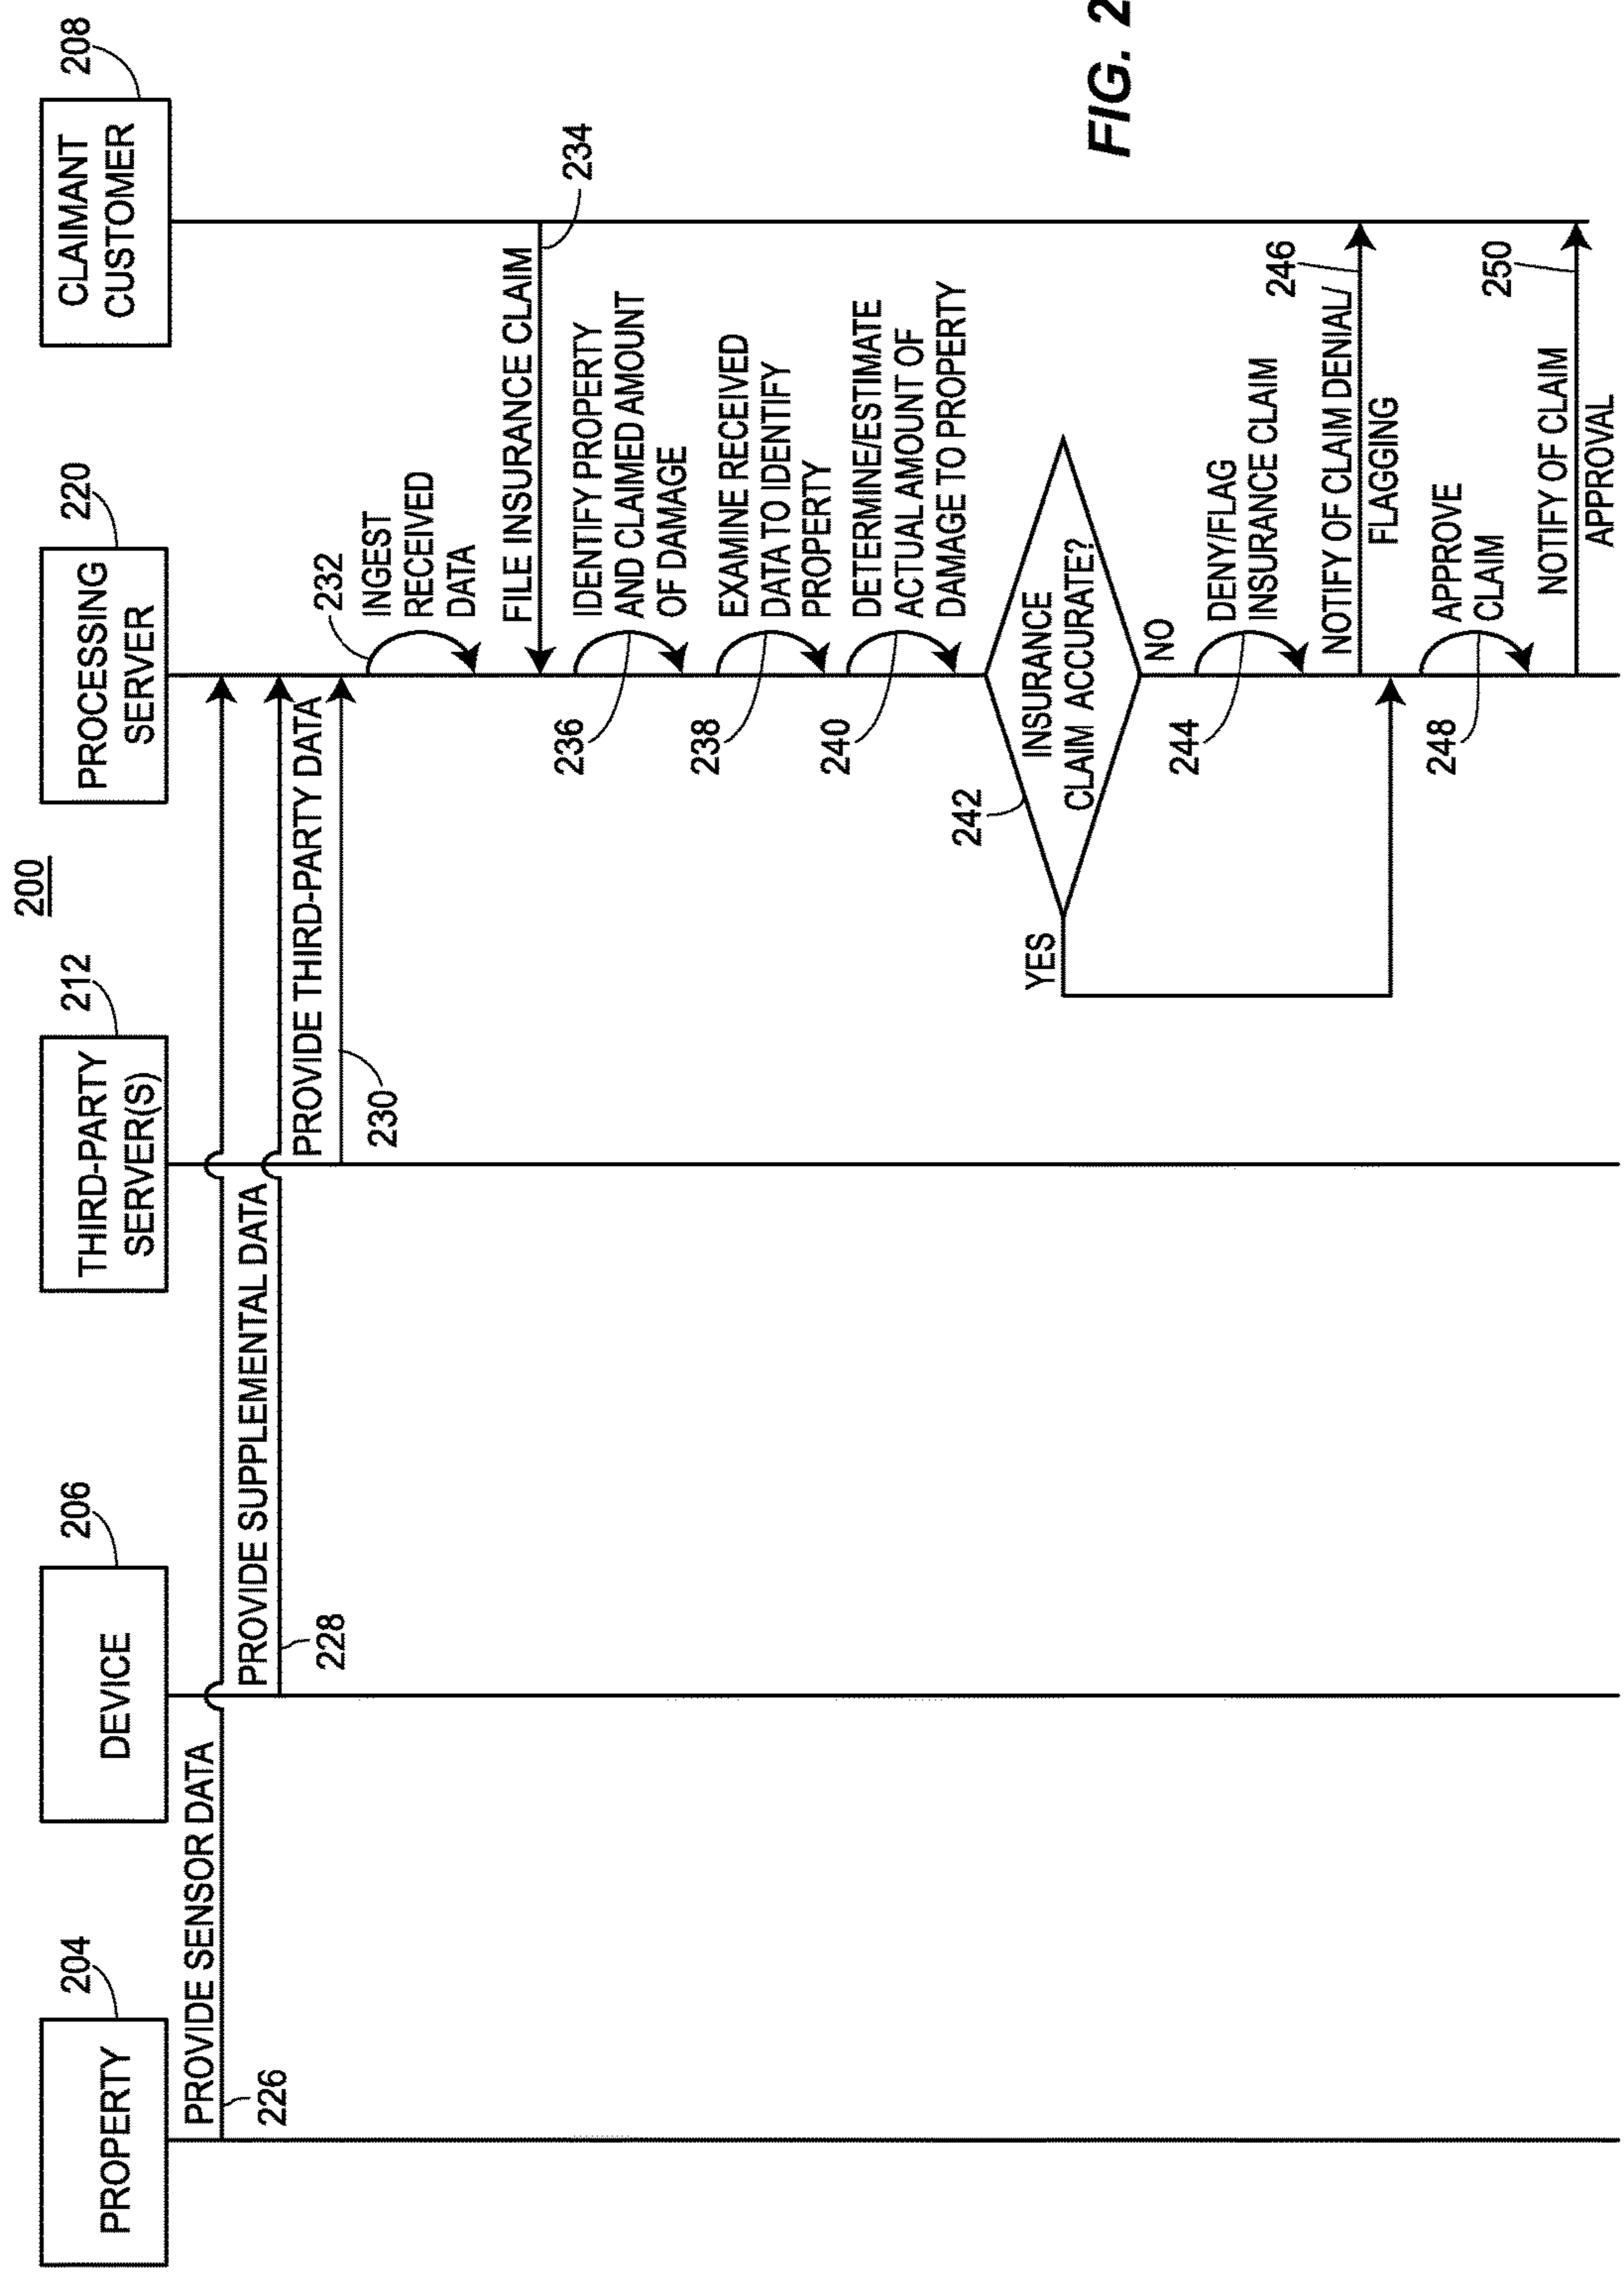 200
PROPERTY
204
DEVICE
206
THIRD-PARTY
SERVER(S)
212
PROCESSING
SERVER
220
CLAIMANT
CUSTOMER
208
PROVIDE SENSOR DATA
226
PROVIDE SUPPLEMENTAL DATA
228
PROVIDE THIRD-PARTY DATA
230
232
INGEST
RECEIVED
DATA
FILE INSURANCE CLAIM
234
236
IDENTIFY PROPERTY
AND CLAIMED AMOUNT
OF DAMAGE
238
EXAMINE RECEIVED
DATA TO IDENTIFY
PROPERTY
240
DETERMINE/ESTIMATE
ACTUAL AMOUNT OF
DAMAGE TO PROPERTY
242
INSURANCE
CLAIM ACCURATE?
YES
NO
244
DENY/FLAG
INSURANCE CLAIM
NOTIFY OF CLAIM DENIAL/
FLAGGING
246
248
APPROVE
CLAIM
NOTIFY OF CLAIM
APPROVAL
250
FIG. 2